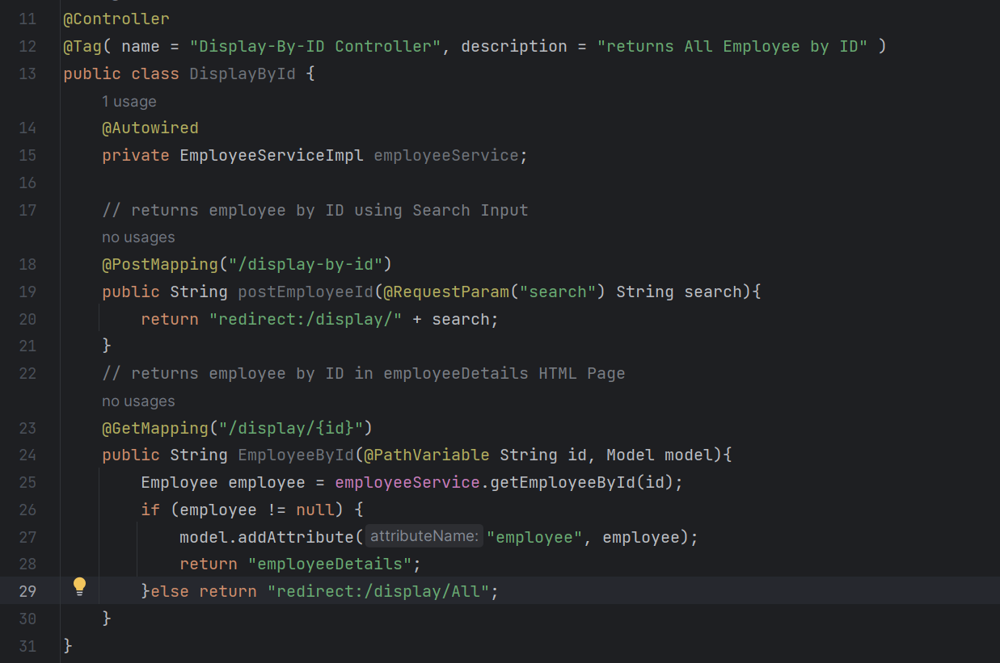 11 @Controller
12 @Tag( name = "Display-By-ID Controller", description = "returns All Employee by ID" )
13 public class DisplayById {
1 usage
14 @Autowired
15 private EmployeeServiceImpl employeeService;
16
17 // returns employee by ID using Search Input
no usages
18 @PostMapping("/display-by-id")
19 public String postEmployeeId(@RequestParam("search") String search){
20 return "redirect:/display/" + search;
21 }
22 // returns employee by ID in employeeDetails HTML Page
no usages
23 @GetMapping("/display/{id}")
24 public String EmployeeById(@PathVariable String id, Model model){
25 Employee employee = employeeService.getEmployeeById(id);
26 if (employee != null) {
27 model.addAttribute( attributeName: "employee", employee);
28 return "employeeDetails";
29 }else return "redirect:/display/All";
30 }
31 }